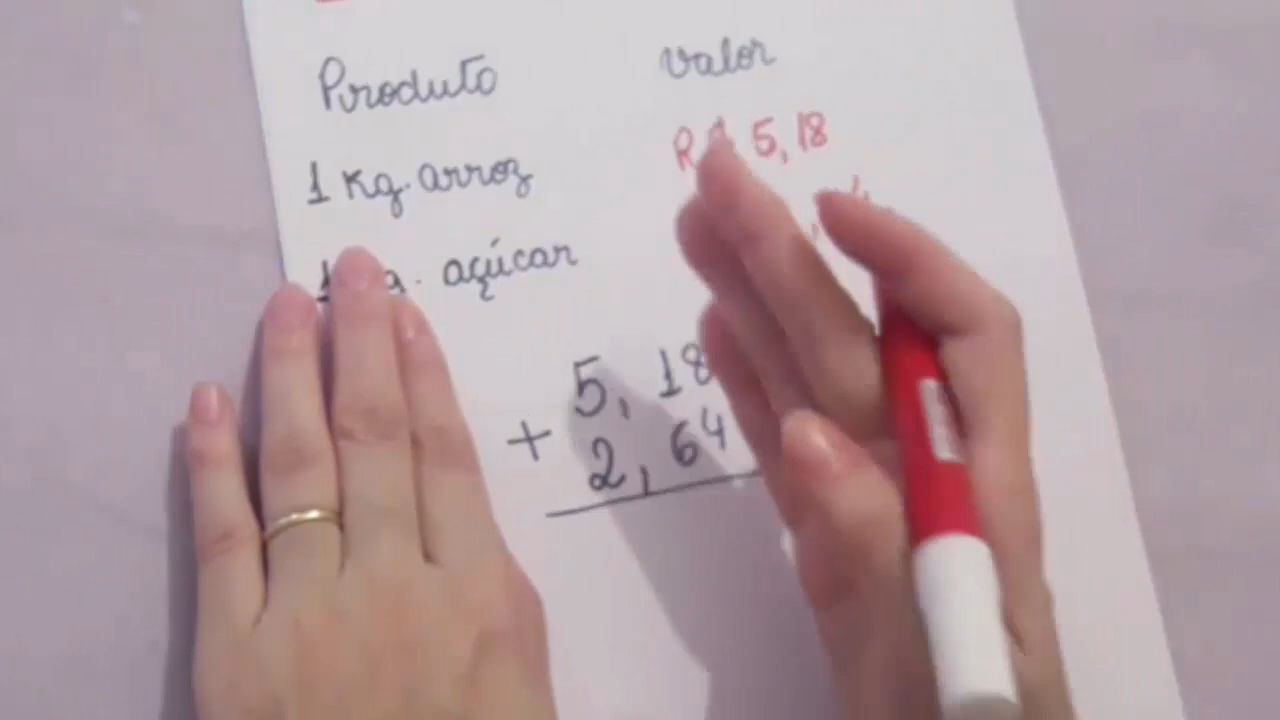 Produto valor
1 kg. arroz R$ 5,18
açúcar
5,18
+ 2,64